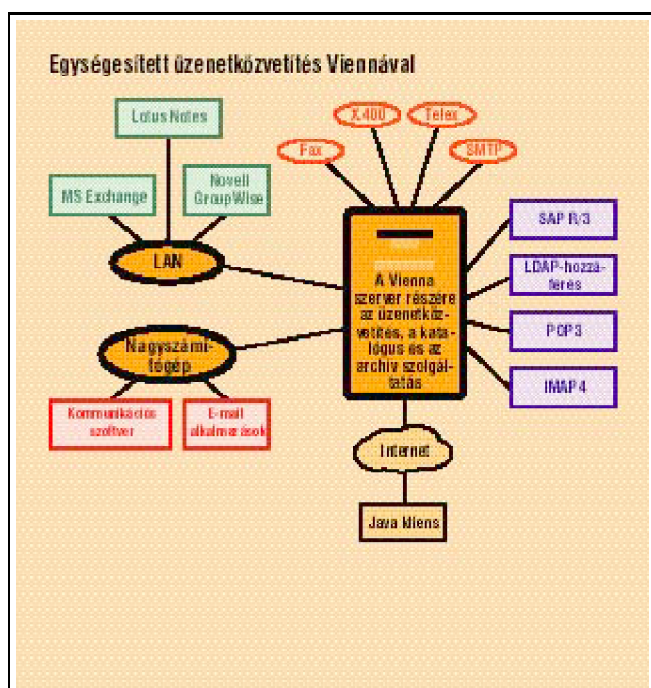 Egységesített üzenetközvetítés Viennával
Lotus Notes
X.400
Telex
Fax
SMTP
MS Exchange
Novell
GroupWise
LAN
SAP R/3
LDAP-hozzá-
férés
POP3
IMAP4
A Vienna
szerver részére
az üzenetköz-
vetítés, a kata-
lógus és az
archív szolgál-
tatás
Nagyszámí-
tógép
Kommunikációs
szoftver
E-mail
alkalmazások
Internet
Java kliens